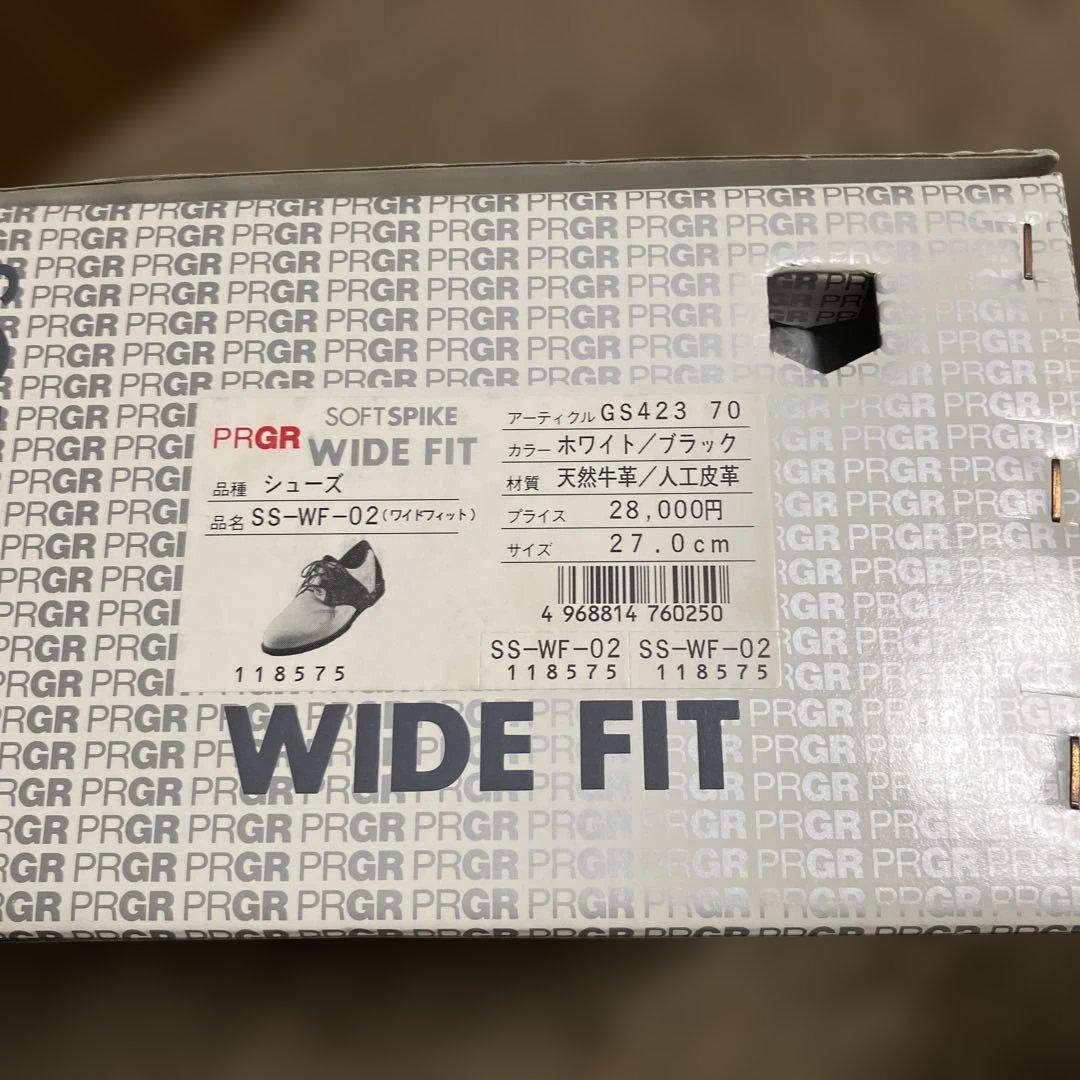 PRGR
SOFTSPIKE
WIDE FIT
品種 シューズ
品名 SS-WF-02(ワイドフィット)
118575
アーティクル GS423 70
カラー ホワイト/ブラック
材質 天然牛革/人工皮革
プライス 28,000円
サイズ 27.0cm
4 968814 760250
SS-WF-02 SS-WF-02
118575 118575
WIDE FIT